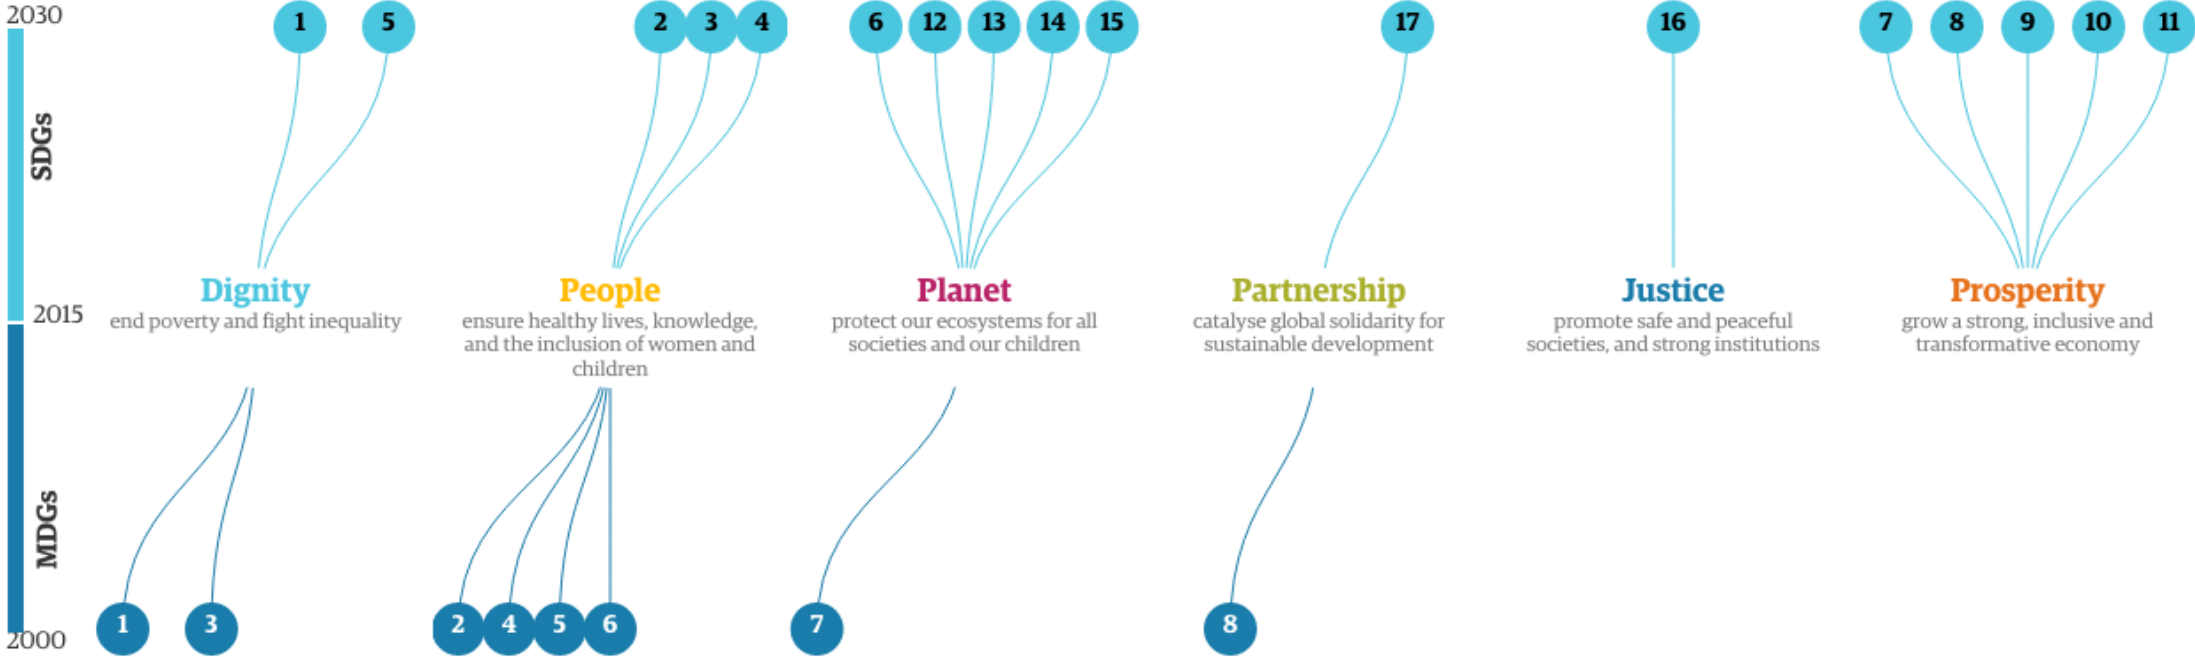 2030
1 5 2 3 4 6 12 13 14 15 17 16 7 8 9 10 11
SDGs
Dignity
end poverty and fight inequality
People
ensure healthy lives, knowledge,
and the inclusion of women and
children
Planet
protect our ecosystems for all
societies and our children
Partnership
catalyse global solidarity for
sustainable development
Justice
promote safe and peaceful
societies, and strong institutions
Prosperity
grow a strong, inclusive and
transformative economy
2015
MDGs
1 3 2 4 5 6 7 8
2000